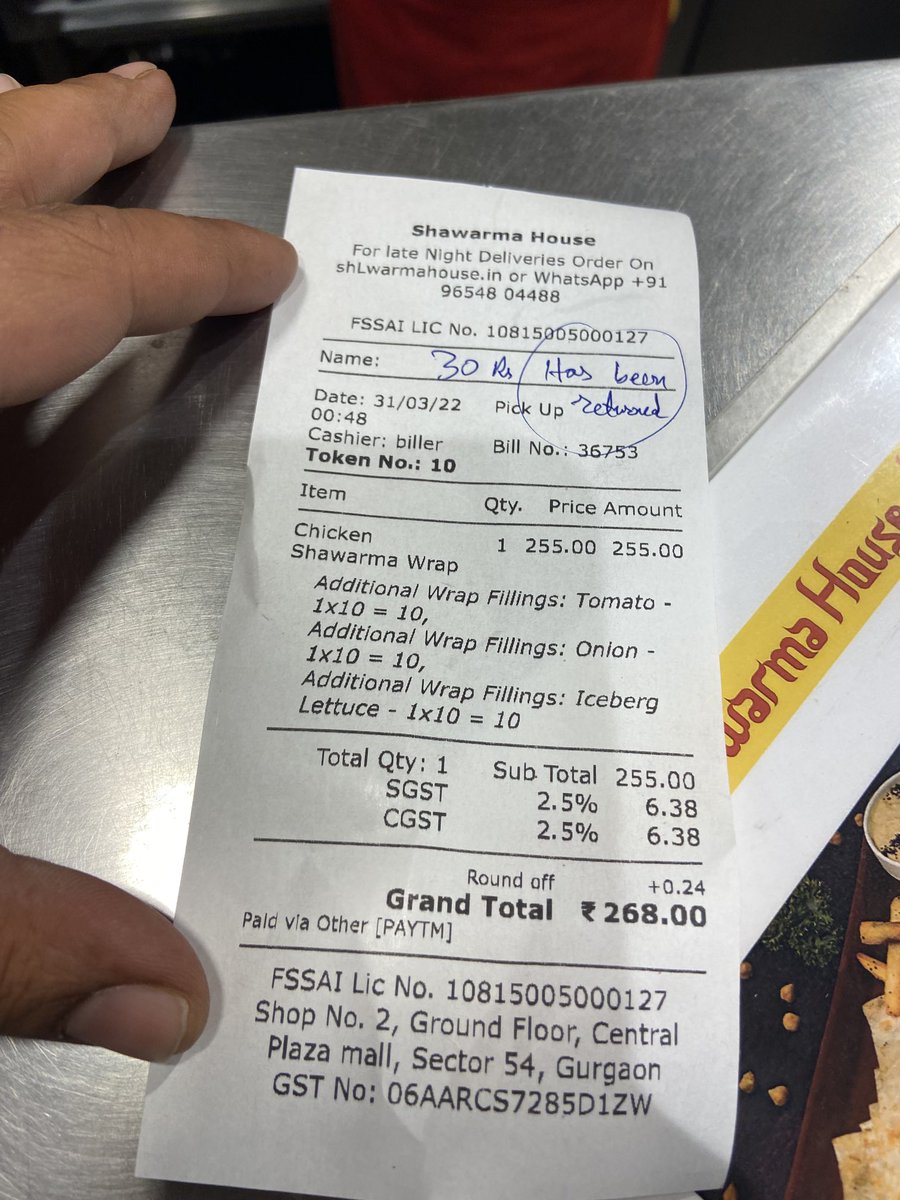 Shawarma House
For late Night Deliveries Order On
shLwarmahouse.in or WhatsApp +91
96548 04488
FSSAI LIC No. 10815005000127
Name: 30 Rs Has been
returned
Date: 31/03/22 Pick Up
00:48
Cashier: biller Bill No.: 36753
Token No.: 10
Item Qty. Price Amount
Chicken 1 255.00 255.00
Shawarma Wrap
Additional Wrap Fillings: Tomato -
1x10 = 10,
Additional Wrap Fillings: Onion -
1x10 = 10,
Additional Wrap Fillings: Iceberg
Lettuce - 1x10 = 10
Total Qty: 1 Sub Total 255.00
SGST 2.5% 6.38
CGST 2.5% 6.38
Round off +0.24
Grand Total ₹ 268.00
Paid via Other [PAYTM]
FSSAI Lic No. 10815005000127
Shop No. 2, Ground Floor, Central
Plaza mall, Sector 54, Gurgaon
GST No: 06AARCS7285D1ZW
warma House